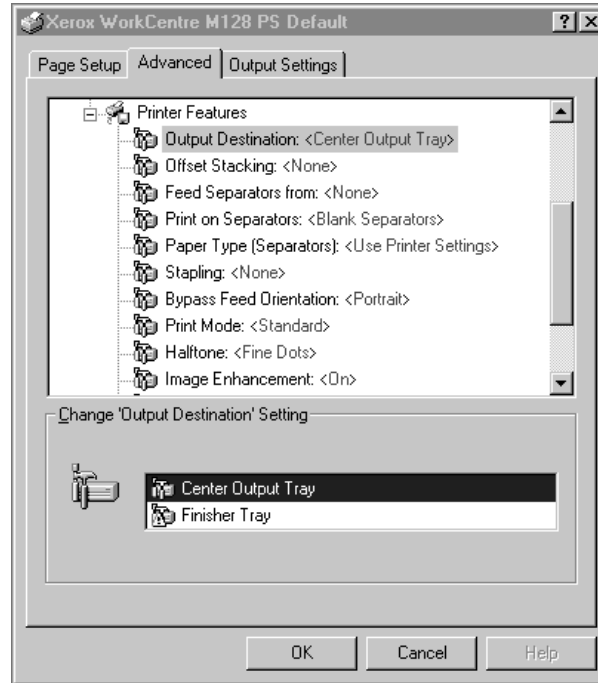 Xerox WorkCentre M128 PS Default
Page Setup Advanced Output Settings
Printer Features
Output Destination: <Center Output Tray>
Offset Stacking: <None>
Feed Separators from: <None>
Print on Separators: <Blank Separators>
Paper Type (Separators): <Use Printer Settings>
Stapling: <None>
Bypass Feed Orientation: <Portrait>
Print Mode: <Standard>
Halftone: <Fine Dots>
Image Enhancement: <On>
Change 'Output Destination' Setting
Center Output Tray
Finisher Tray
OK Cancel Help